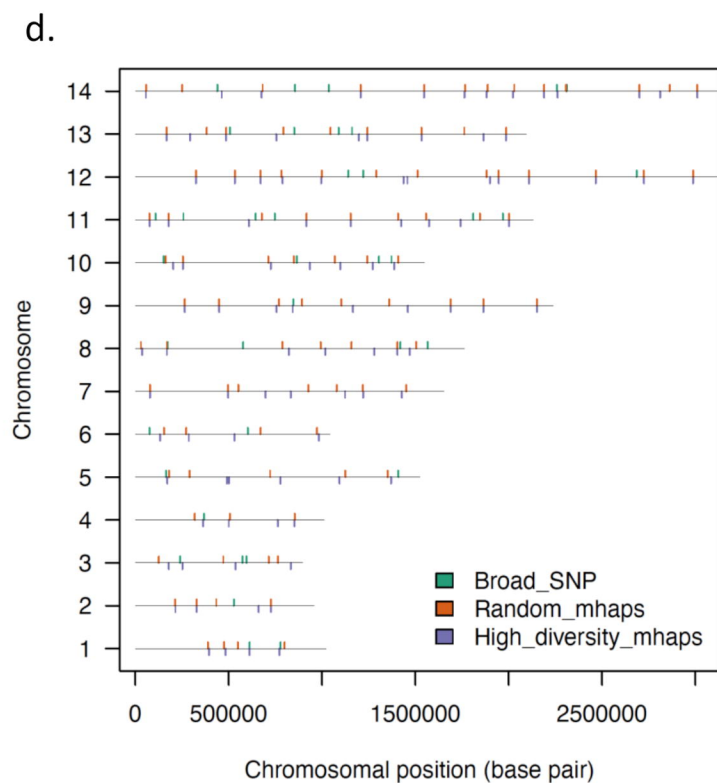 d.
14
13
12
11
10
9
8
7
6
5
4
3
2
1
Chromosome
Broad_SNP
Random_mhaps
High_diversity_mhaps
0 500000 1500000 2500000
Chromosomal position (base pair)